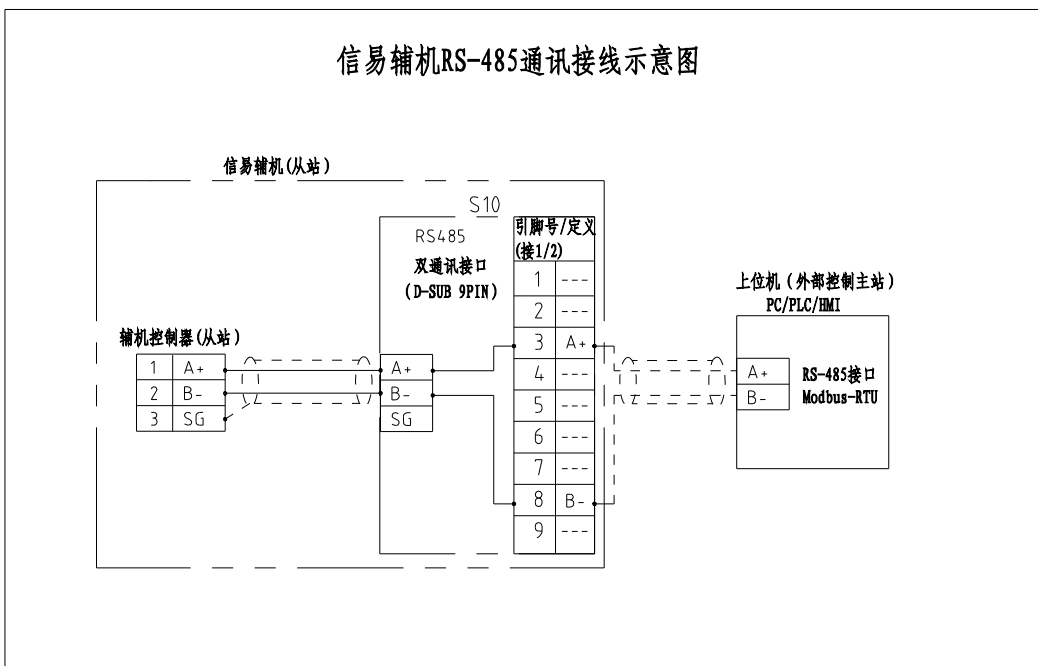 信易辅机RS-485通讯接线示意图
信易辅机(从站)
S10
RS485
双通讯接口
(D-SUB 9PIN)
引脚号/定义
(接1/2)
1 ---
2 ---
3 A+
4 ---
5 ---
6 ---
7 ---
8 B-
9 ---
辅机控制器(从站)
1 A+
2 B-
3 SG
A+
B-
SG
上位机(外部控制主站)
PC/PLC/HMI
A+
B-
RS-485接口
Modbus-RTU